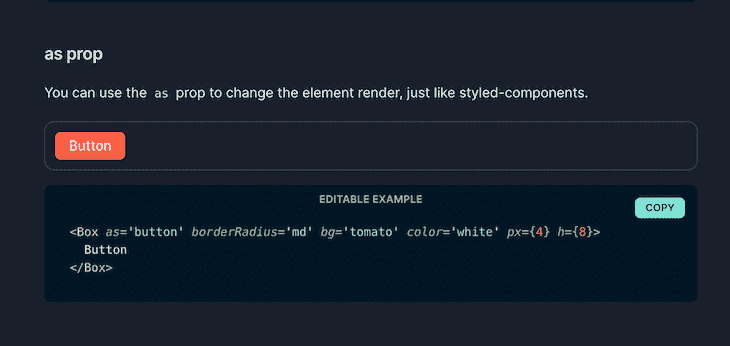 as prop
You can use the as prop to change the element render, just like styled-components.
Button
EDITABLE EXAMPLE
COPY
<Box as='button' borderRadius='md' bg='tomato' color='white' px={4} h={8}>
  Button
</Box>